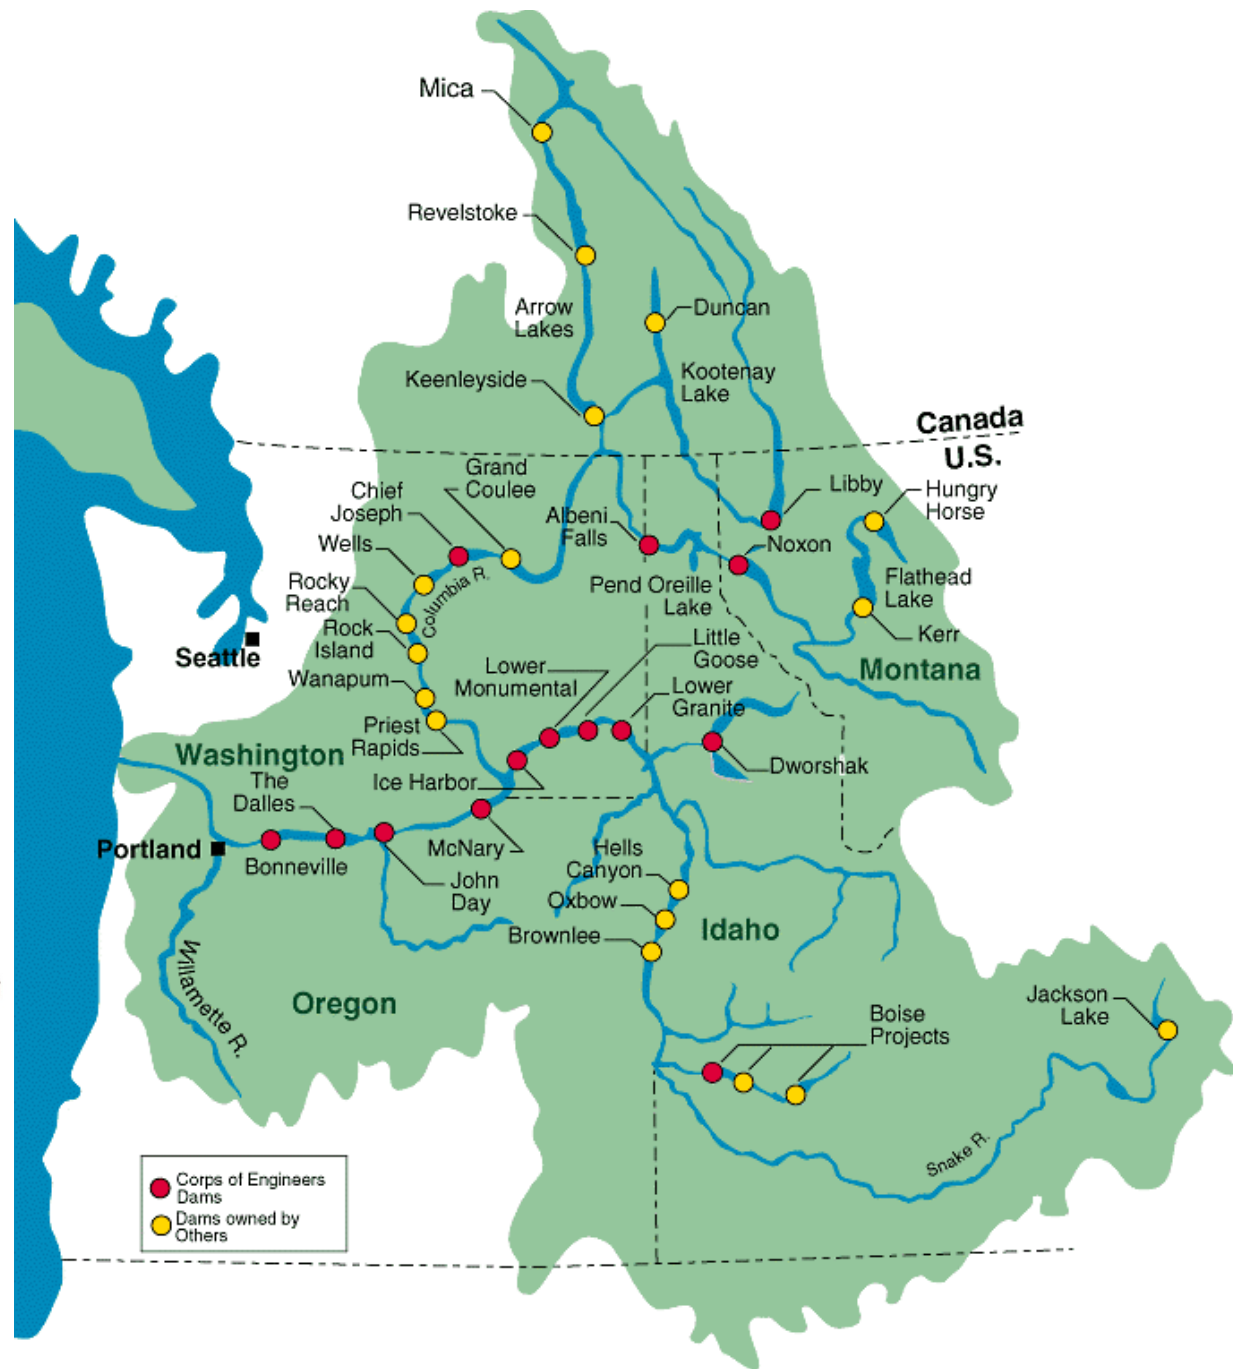 Mica
Revelstoke
Arrow
Lakes
Duncan
Keenleyside
Kootenay
Lake
Canada
U.S.
Grand
Coulee
Chief
Joseph
Libby
Hungry
Horse
Albeni
Falls
Wells
Noxon
Rocky
Reach
Columbia R.
Pend Oreille
Lake
Flathead
Lake
Rock
Island
Kerr
Seattle
Little
Goose
Lower
Monumental
Montana
Wanapum
Lower
Granite
Priest
Rapids
Washington
Ice Harbor
Dworshak
The
Dalles
Portland
Bonneville
McNary
Hells
Canyon
John
Day
Oxbow
Brownlee
Idaho
Willamette R.
Oregon
Jackson
Lake
Boise
Projects
Snake R.
Corps of Engineers
Dams
Dams owned by
Others